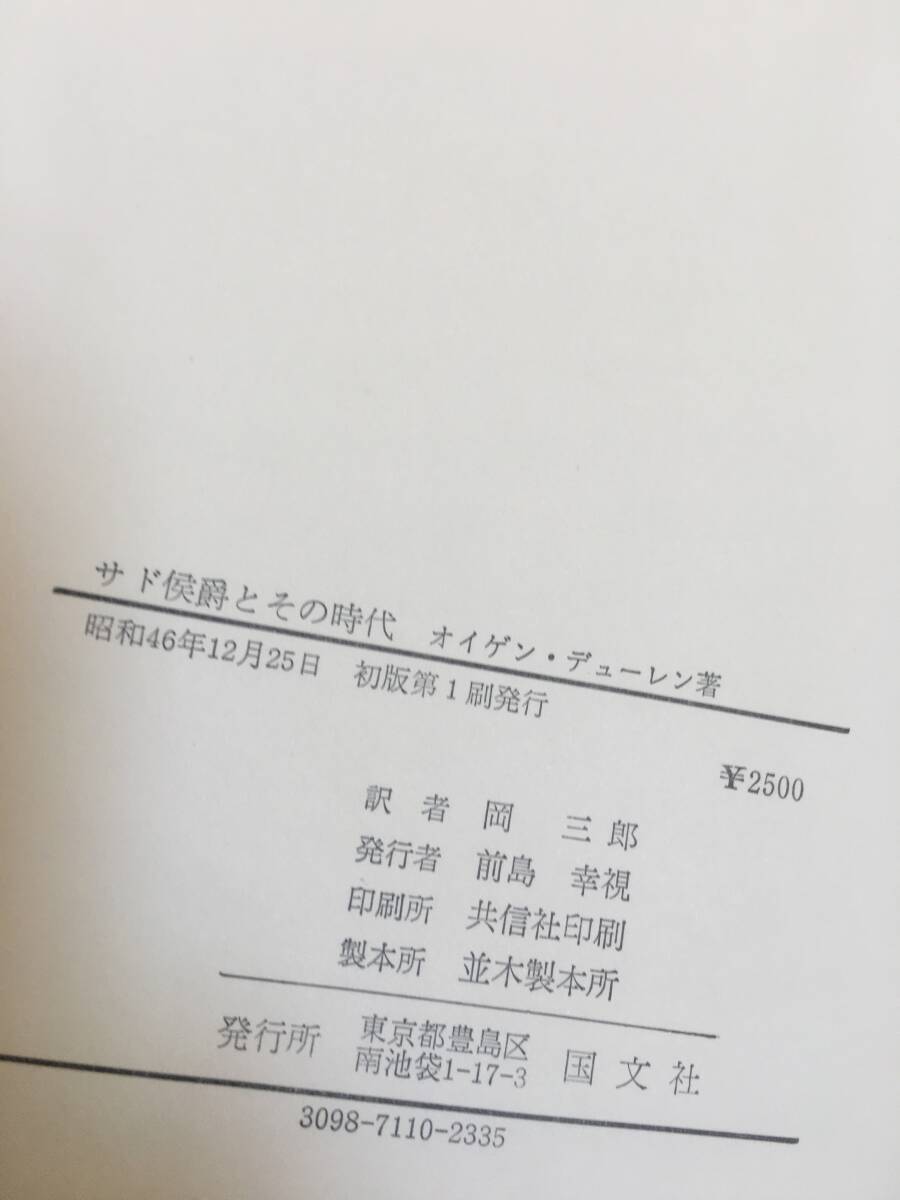 サド侯爵とその時代　オイゲン・デューレン著
昭和46年12月25日　初版第1刷発行
¥2500
訳者　岡　三郎
発行者　前島　幸視
印刷所　共信社印刷
製本所　並木製本所
発行所　東京都豊島区
南池袋1-17-3　国文社
3098-7110-2335